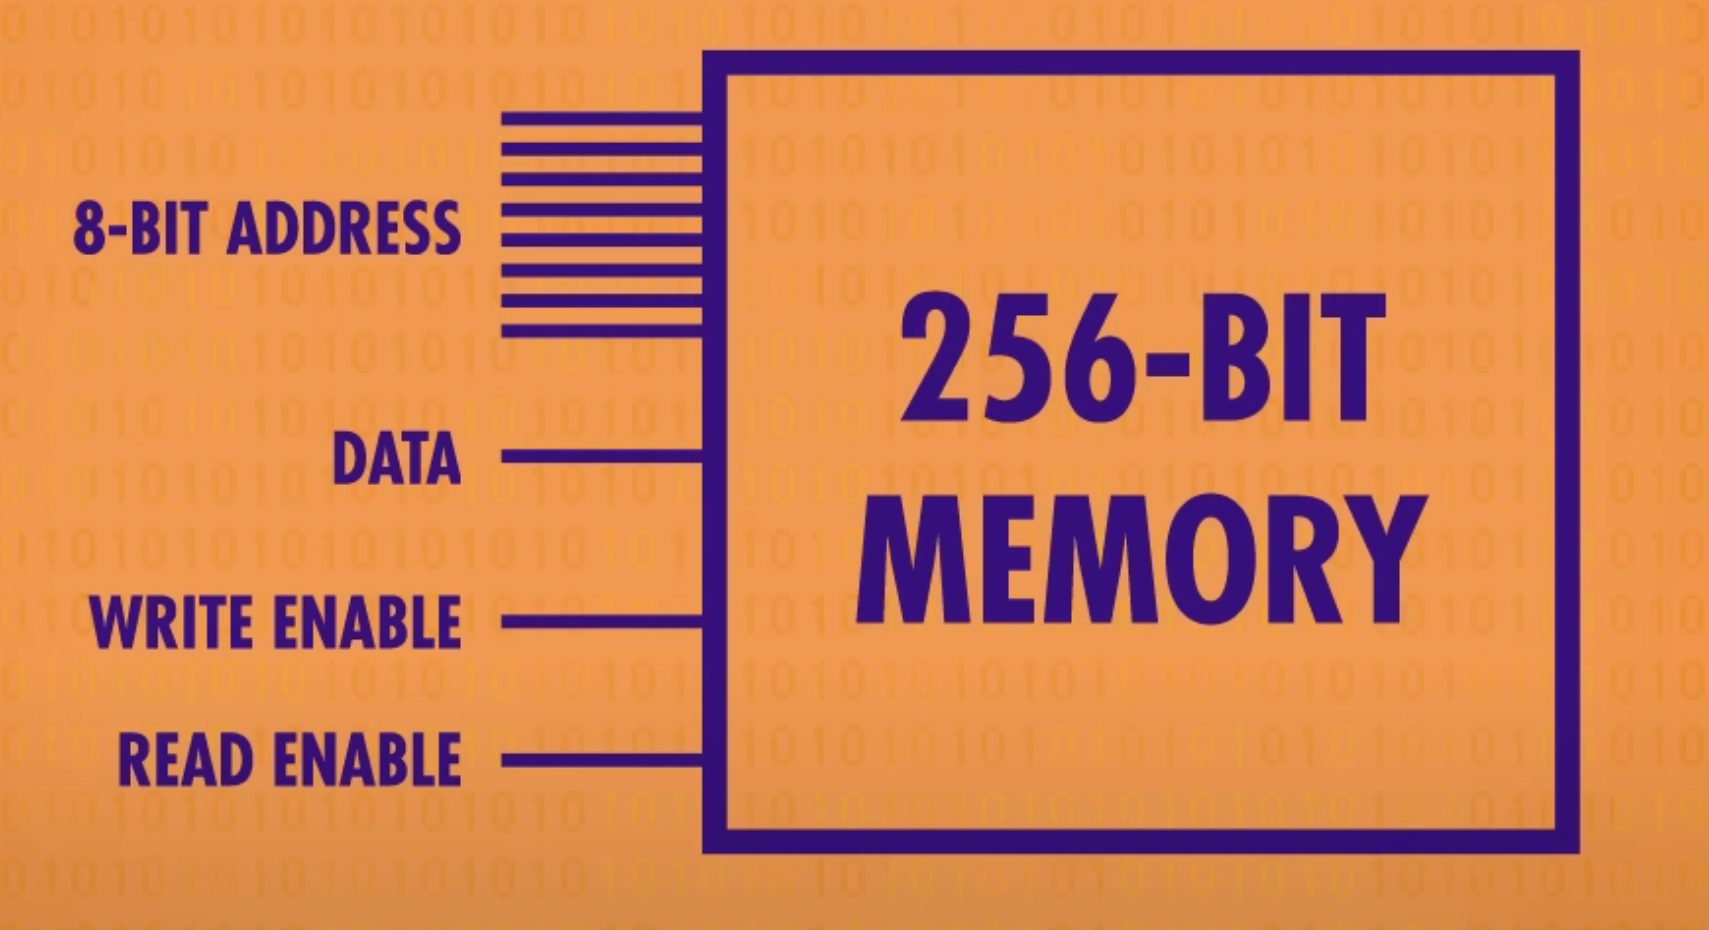 8-BIT ADDRESS
256-BIT
MEMORY
DATA
WRITE ENABLE
READ ENABLE